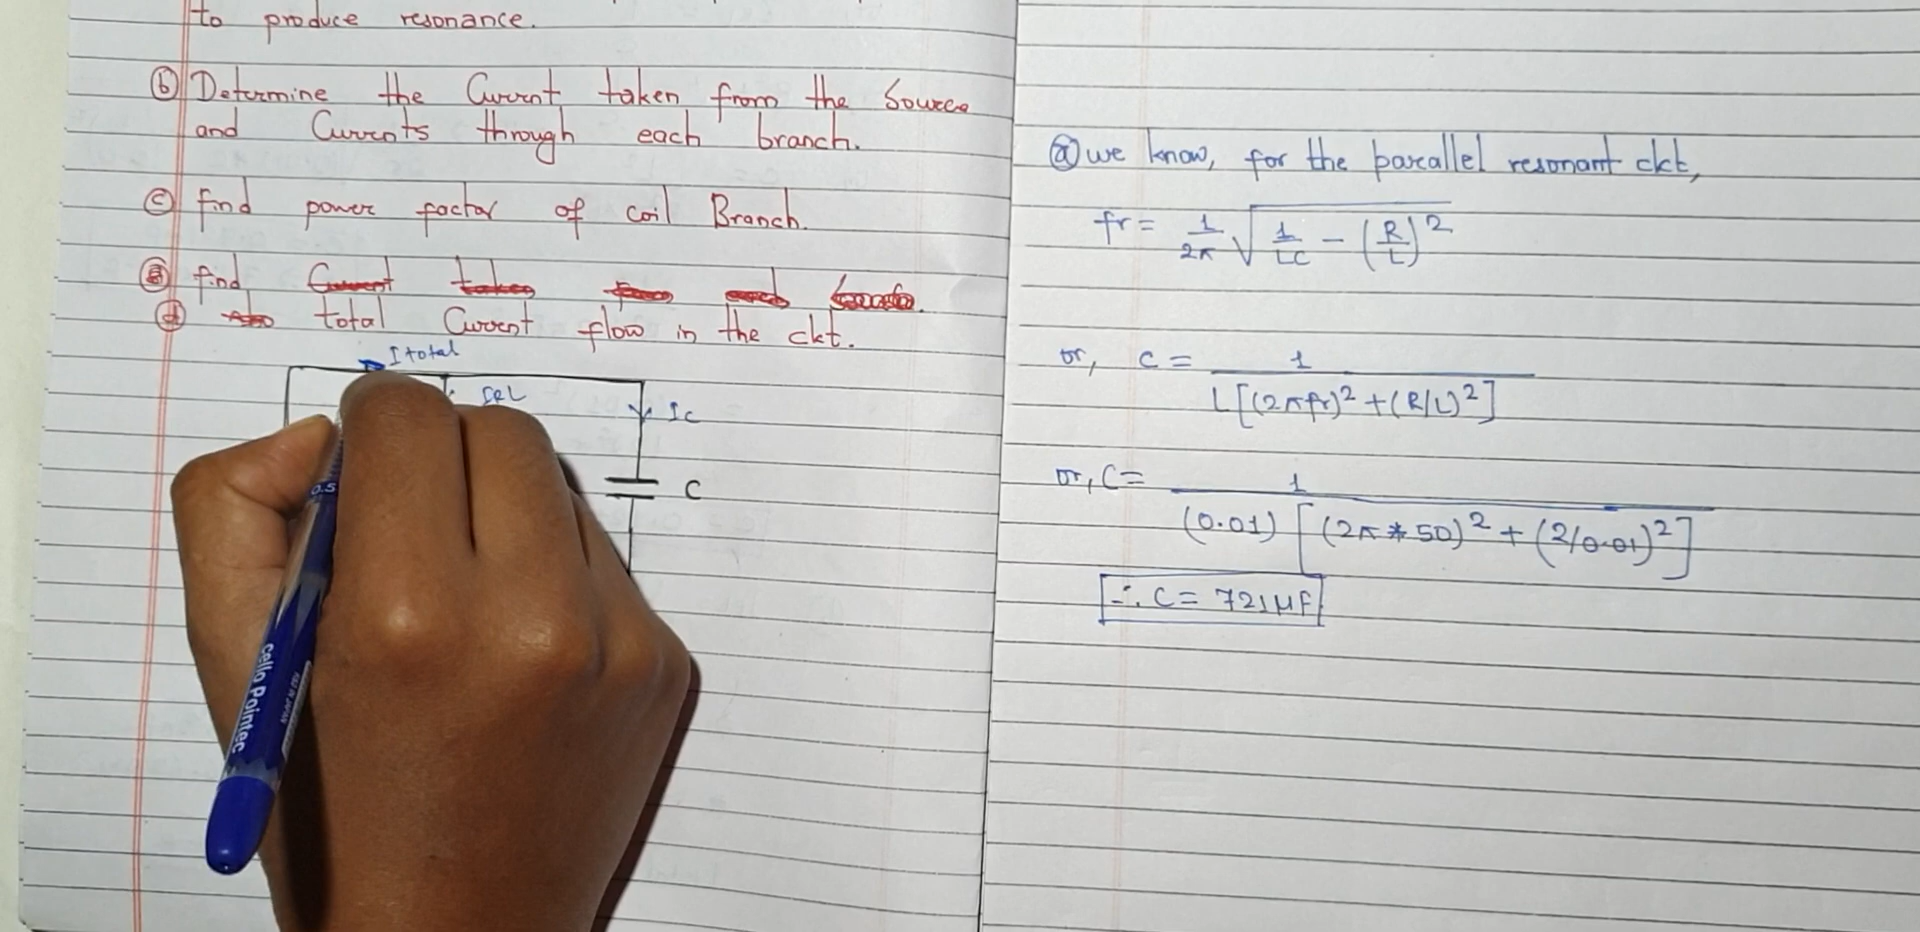 to produce resonance.
ⓑ Determine the Current taken from the Source
and Currents through each branch.
ⓒ find power factor of coil Branch.
find
ⓓ total Current flow in the ckt.
I total
IRL
Ic
C
0.5
cello Pointec
ⓐ we know, for the parallel resonant ckt,
fr = 1/2π √(1/LC - (R/L)²)
or, C = 1/L[(2πfr)² + (R/L)²]
or, C = 1/(0.01) [(2π * 50)² + (2/0.01)²]
∴ C = 721 μF